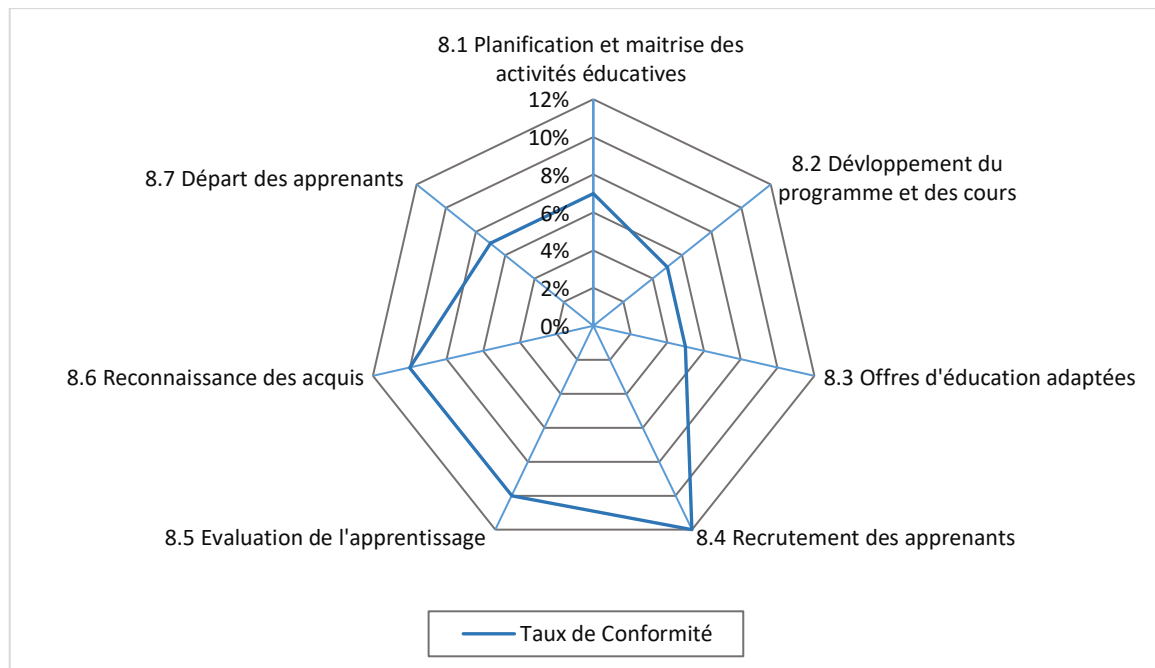 8.1 Planification et maitrise des
activités éducatives
12%
10%
8%
6%
4%
2%
0%
8.2 Dévloppement du
programme et des cours
8.3 Offres d'éducation adaptées
8.4 Recrutement des apprenants
8.5 Evaluation de l'apprentissage
8.6 Reconnaissance des acquis
8.7 Départ des apprenants
Taux de Conformité